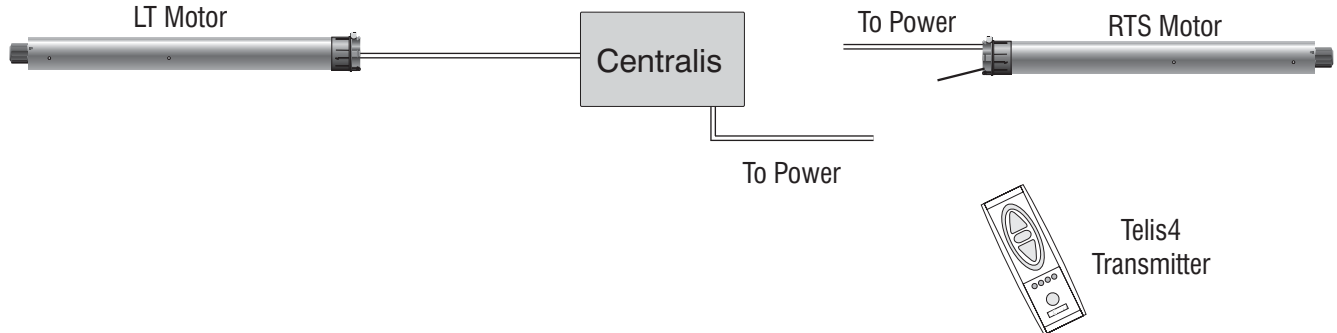 LT Motor
Centralis
To Power
To Power
RTS Motor
Telis4
Transmitter